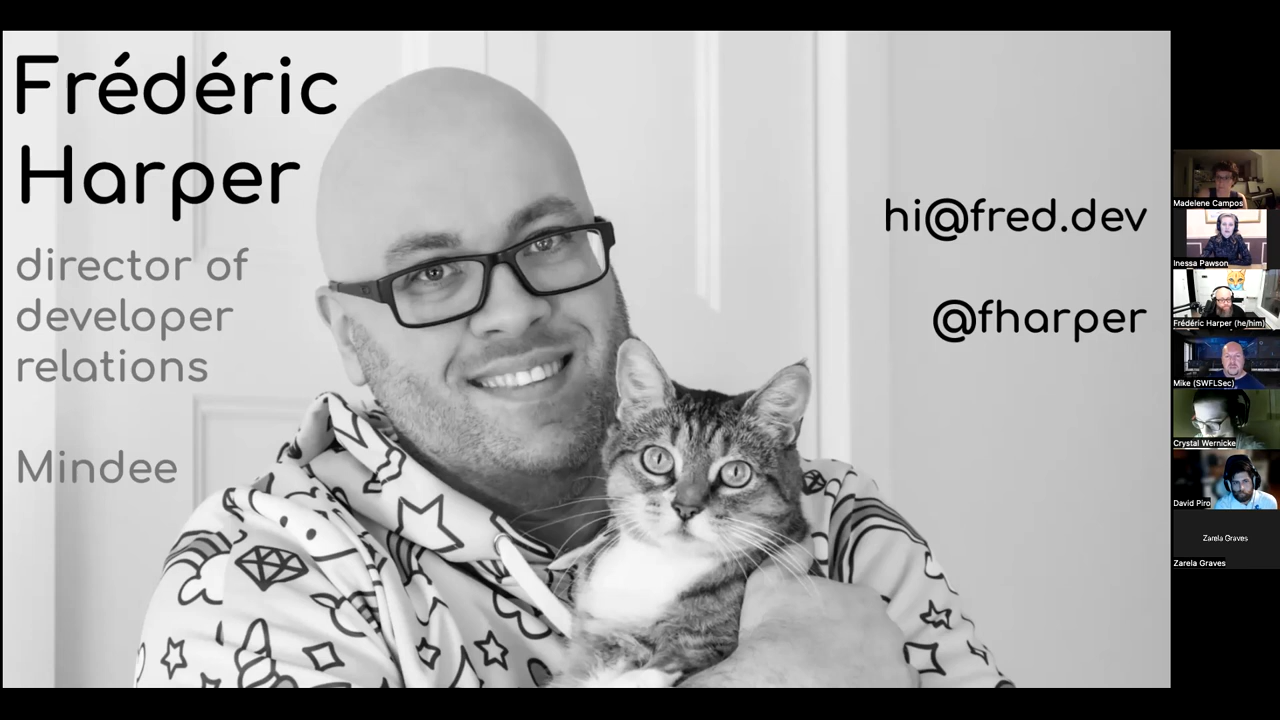 Frédéric
Harper
director of
developer
relations
Mindee
hi@fred.dev
@fharper
Madelene Campos
Inessa Pawson
Frédéric Harper (he/him)
Mike (SWFLSec)
Crystal Wernicke
David Piro
Zarela Graves
Zarela Graves